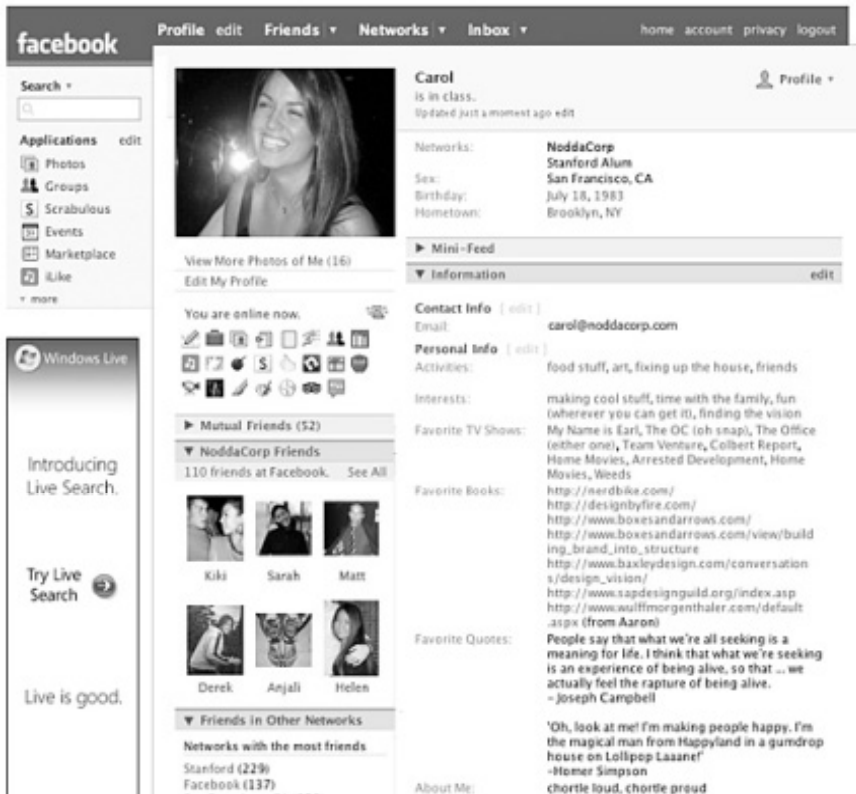 facebook
Profile edit Friends Networks Inbox
home account privacy logout
Search
Applications edit
Photos
Groups
Scrabulous
Events
Marketplace
iLike
more
Windows Live
Introducing
Live Search.
Try Live
Search
Live is good.
View More Photos of Me (16)
Edit My Profile
You are online now.
Mutual Friends (52)
NoddaCorp Friends
110 friends at Facebook. See All
Kiki Sarah Matt
Derek Anjali Helen
Friends in Other Networks
Networks with the most friends
Stanford (229)
Facebook (137)
Carol
is in class.
Updated just a moment ago edit
Profile
Networks: NoddaCorp
Stanford Alum
Sex: San Francisco, CA
Birthday: July 18, 1983
Hometown: Brooklyn, NY
Mini-Feed
Information edit
Contact Info [ edit ]
Email: carol@noddacorp.com
Personal Info [ edit ]
Activities: food stuff, art, fixing up the house, friends
Interests: making cool stuff, time with the family, fun
(wherever you can get it), finding the vision
Favorite TV Shows: My Name is Earl, The OC (oh snap), The Office
(either one), Team Venture, Colbert Report,
Home Movies, Arrested Development, Home
Movies, Weeds
Favorite Books: http://nerdbike.com/
http://designbyfire.com/
http://www.boxesandarrows.com/
http://www.boxesandarrows.com/view/build
ing_brand_into_structure
http://www.baxleydesign.com/conversation
s/design_vision/
http://www.sapdesignguild.org/index.asp
http://www.wulffmorgenthaler.com/default
.aspx (from Aaron)
Favorite Quotes: People say that what we're all seeking is a
meaning for life. I think that what we're seeking
is an experience of being alive, so that ... we
actually feel the rapture of being alive.
– Joseph Campbell
'Oh, look at me! I'm making people happy. I'm
the magical man from Happyland in a gumdrop
house on Lollipop Laaane!'
-Homer Simpson
About Me: chortle loud, chortle proud